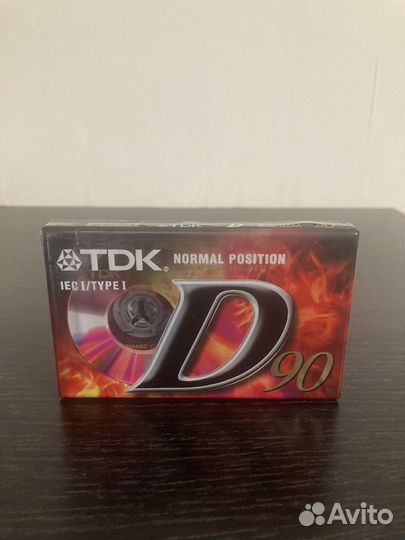 TDK NORMAL POSITION
IEC I/TYPE I
D 90
Avito